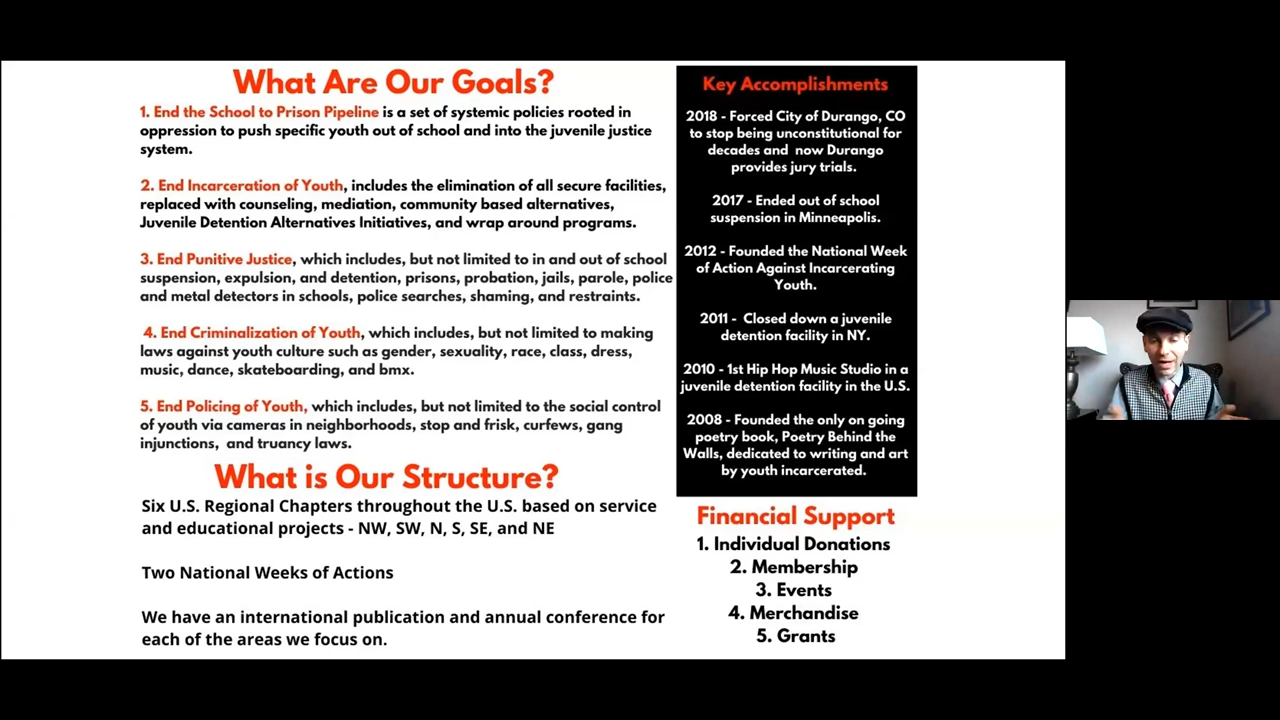 What Are Our Goals?
1. End the School to Prison Pipeline is a set of systemic policies rooted in
oppression to push specific youth out of school and into the juvenile justice
system.
2. End Incarceration of Youth, includes the elimination of all secure facilities,
replaced with counseling, mediation, community based alternatives,
Juvenile Detention Alternatives Initiatives, and wrap around programs.
3. End Punitive Justice, which includes, but not limited to in and out of school
suspension, expulsion, and detention, prisons, probation, jails, parole, police
and metal detectors in schools, police searches, shaming, and restraints.
4. End Criminalization of Youth, which includes, but not limited to making
laws against youth culture such as gender, sexuality, race, class, dress,
music, dance, skateboarding, and bmx.
5. End Policing of Youth, which includes, but not limited to the social control
of youth via cameras in neighborhoods, stop and frisk, curfews, gang
injunctions, and truancy laws.
What is Our Structure?
Six U.S. Regional Chapters throughout the U.S. based on service
and educational projects - NW, SW, N, S, SE, and NE
Two National Weeks of Actions
We have an international publication and annual conference for
each of the areas we focus on.
Key Accomplishments
2018 - Forced City of Durango, CO
to stop being unconstitutional for
decades and now Durango
provides jury trials.
2017 - Ended out of school
suspension in Minneapolis.
2012 - Founded the National Week
of Action Against Incarcerating
Youth.
2011 - Closed down a juvenile
detention facility in NY.
2010 - 1st Hip Hop Music Studio in a
juvenile detention facility in the U.S.
2008 - Founded the only on going
poetry book, Poetry Behind the
Walls, dedicated to writing and art
by youth incarcerated.
Financial Support
1. Individual Donations
2. Membership
3. Events
4. Merchandise
5. Grants